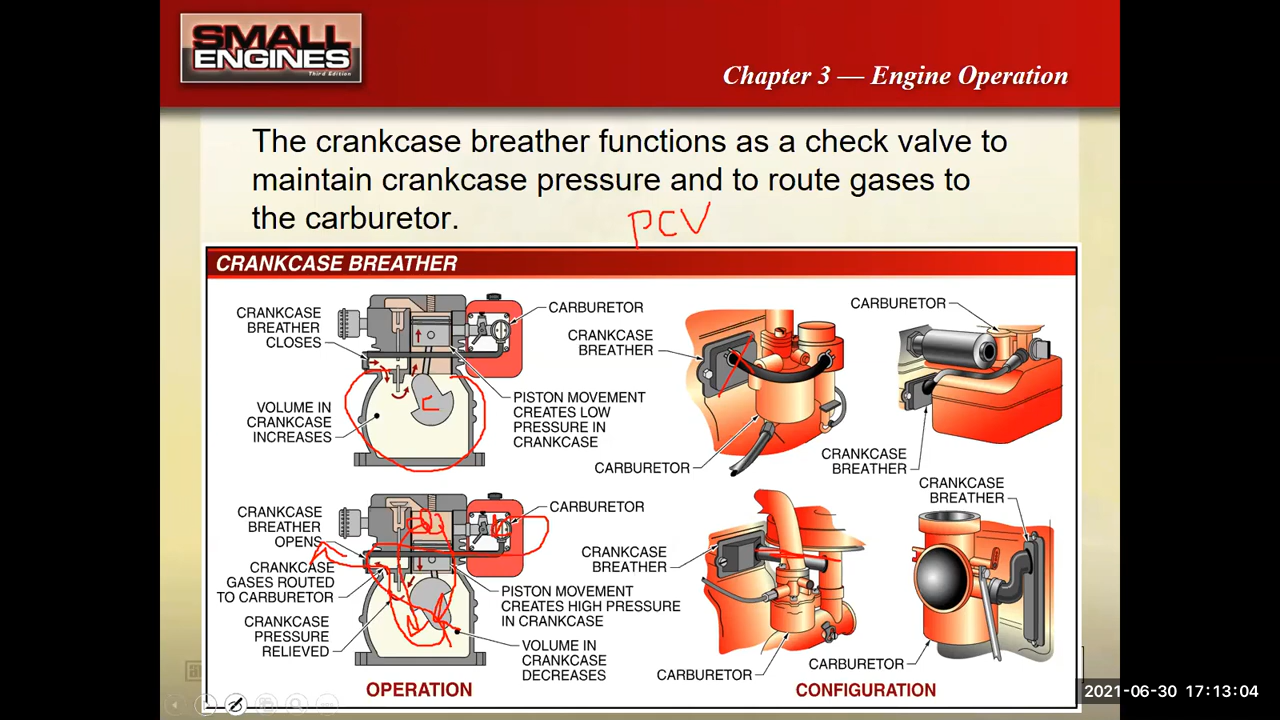 SMALL
ENGINES
Third Edition
Chapter 3 — Engine Operation
The crankcase breather functions as a check valve to
maintain crankcase pressure and to route gases to
the carburetor.
PCV
CRANKCASE BREATHER
CRANKCASE
BREATHER
CLOSES
CARBURETOR
VOLUME IN
CRANKCASE
INCREASES
C
PISTON MOVEMENT
CREATES LOW
PRESSURE IN
CRANKCASE
CRANKCASE
BREATHER
OPENS
CARBURETOR
CRANKCASE
GASES ROUTED
TO CARBURETOR
CRANKCASE
PRESSURE
RELIEVED
PISTON MOVEMENT
CREATES HIGH PRESSURE
IN CRANKCASE
VOLUME IN
CRANKCASE
DECREASES
OPERATION
CRANKCASE
BREATHER
CARBURETOR
CARBURETOR
CRANKCASE
BREATHER
CRANKCASE
BREATHER
CARBURETOR
CRANKCASE
BREATHER
CARBURETOR
CONFIGURATION
2021-06-30 17:13:04